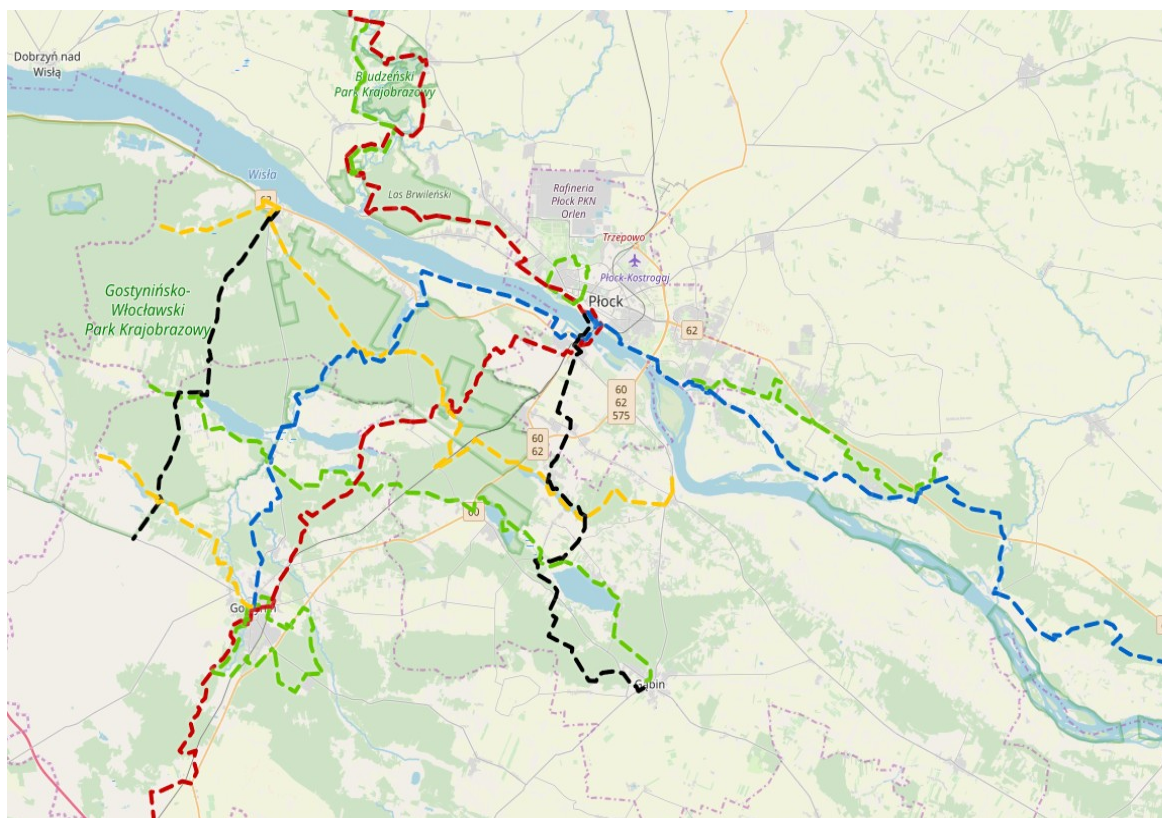 Dobrzyń nad
Wisłą
Brudzeński
Park Krajobrazowy
Wisła
62
Las Brwileński
Rafineria
Płock PKN
Orlen
Trzepowo
Płock-Kostrogaj
Płock
62
Gostynińsko-
Włocławski
Park Krajobrazowy
60
62
575
60
62
60
Gostynin
Gąbin